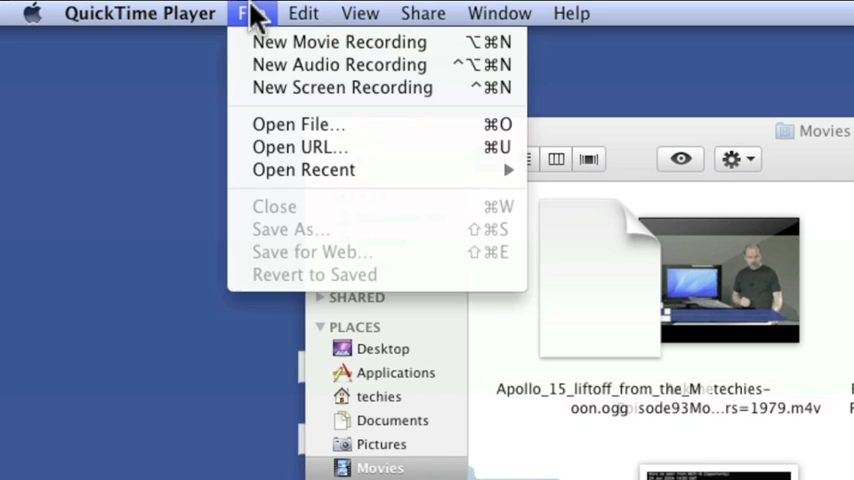 QuickTime Player File Edit View Share Window Help
New Movie Recording ⌥⌘N
New Audio Recording ^⌥⌘N
New Screen Recording ^⌘N
Open File... ⌘O
Open URL... ⌘U
Open Recent
Close ⌘W
Save As... ⇧⌘S
Save for Web... ⇧⌘E
Revert to Saved
Movies
SHARED
PLACES
Desktop
Applications
techies
Documents
Pictures
Movies
Apollo_15_liftoff_from_the_M techies-
oon.ogg isode93Mo...rs=1979.m4v